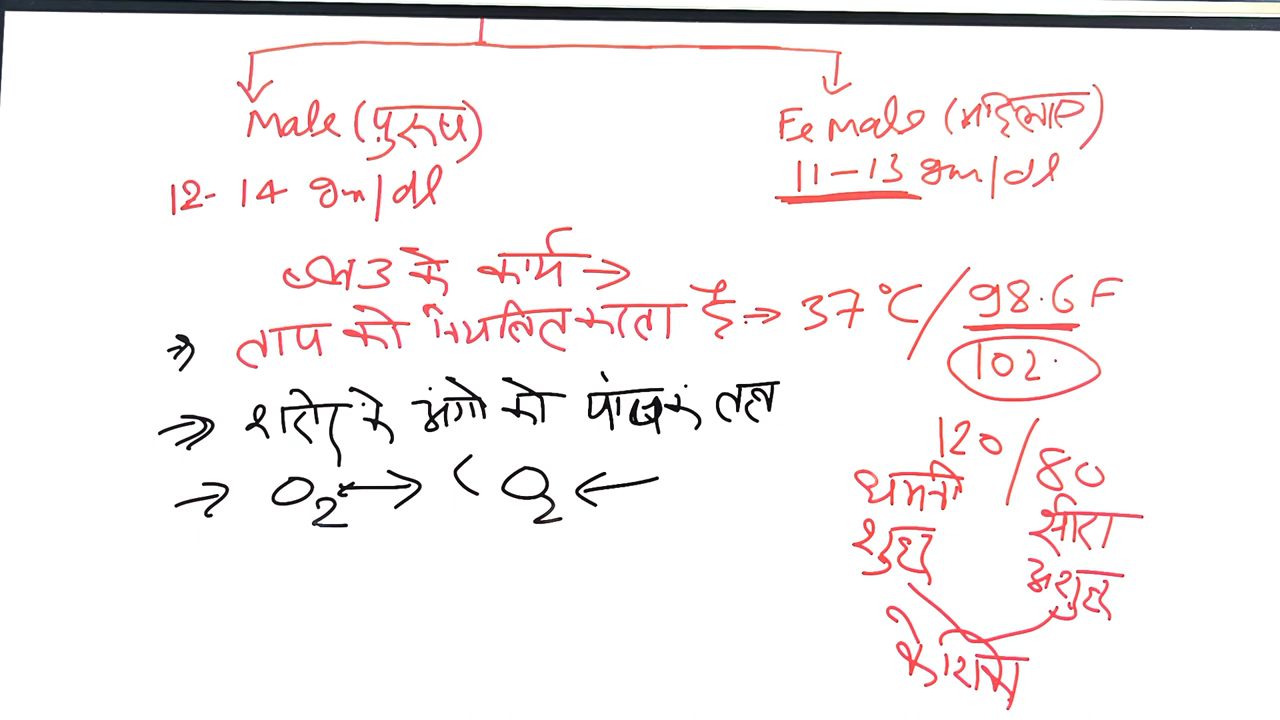 Male (पुरूष)
Female (महिलाए)
12-14 gm/dl
11-13 gm/dl
ब्लड के कार्य →
⇒ ताप को नियंत्रित करता है ⇒ 37°C / 98.6 F
102
⇒ शरीर के अंगो को पोषक तत्व
→ O2 ↔ CO2 ←
120 / 80
धमनी सीरा
शुद्ध अशुद्ध
केशिका